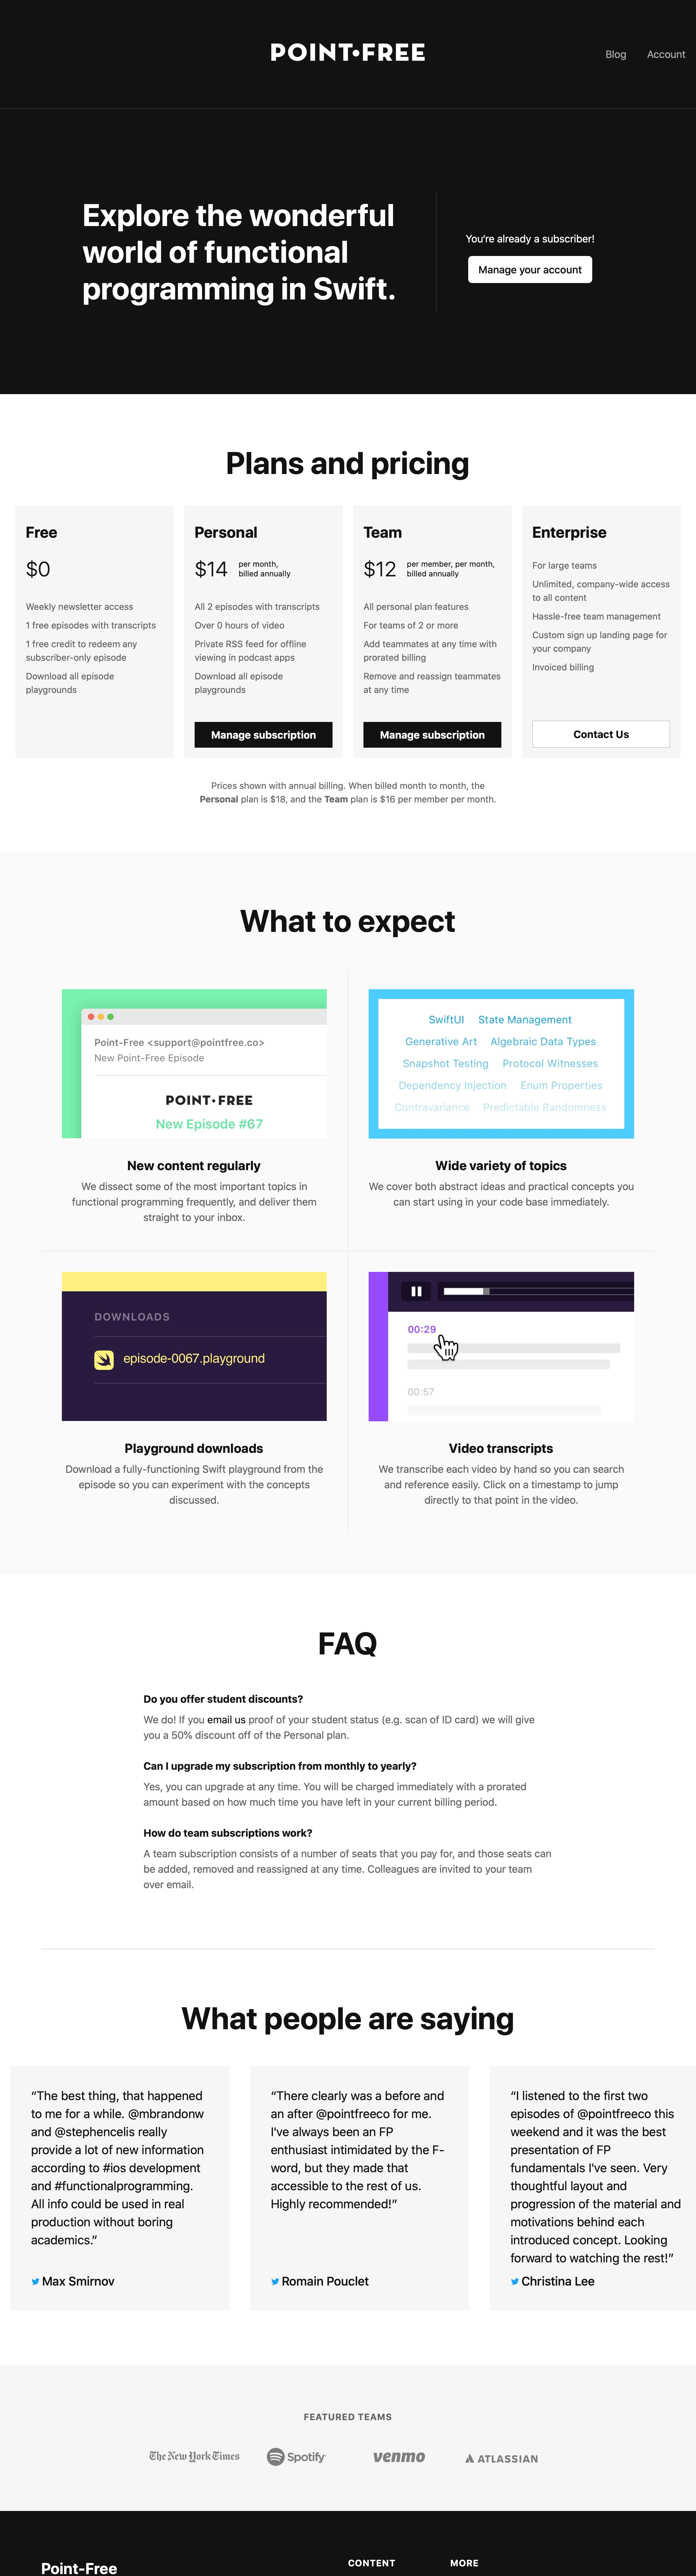 POINT•FREE
Blog Account
Explore the wonderful
world of functional
programming in Swift.
You're already a subscriber!
Manage your account
Plans and pricing
Free
$0
Weekly newsletter access
1 free episodes with transcripts
1 free credit to redeem any
subscriber-only episode
Download all episode
playgrounds
Personal
$14
per month,
billed annually
All 2 episodes with transcripts
Over 0 hours of video
Private RSS feed for offline
viewing in podcast apps
Download all episode
playgrounds
Manage subscription
Team
$12
per member, per month,
billed annually
All personal plan features
For teams of 2 or more
Add teammates at any time with
prorated billing
Remove and reassign teammates
at any time
Manage subscription
Enterprise
For large teams
Unlimited, company-wide access
to all content
Hassle-free team management
Custom sign up landing page for
your company
Invoiced billing
Contact Us
Prices shown with annual billing. When billed month to month, the
Personal plan is $18, and the Team plan is $16 per member per month.
What to expect
Point-Free <support@pointfree.co>
New Point-Free Episode
POINT•FREE
New Episode #67
New content regularly
We dissect some of the most important topics in
functional programming frequently, and deliver them
straight to your inbox.
SwiftUI State Management
Generative Art Algebraic Data Types
Snapshot Testing Protocol Witnesses
Dependency Injection Enum Properties
Contravariance Predictable Randomness
Wide variety of topics
We cover both abstract ideas and practical concepts you
can start using in your code base immediately.
DOWNLOADS
episode-0067.playground
Playground downloads
Download a fully-functioning Swift playground from the
episode so you can experiment with the concepts
discussed.
00:29
00:57
Video transcripts
We transcribe each video by hand so you can search
and reference easily. Click on a timestamp to jump
directly to that point in the video.
FAQ
Do you offer student discounts?
We do! If you email us proof of your student status (e.g. scan of ID card) we will give
you a 50% discount off of the Personal plan.
Can I upgrade my subscription from monthly to yearly?
Yes, you can upgrade at any time. You will be charged immediately with a prorated
amount based on how much time you have left in your current billing period.
How do team subscriptions work?
A team subscription consists of a number of seats that you pay for, and those seats can
be added, removed and reassigned at any time. Colleagues are invited to your team
over email.
What people are saying
“The best thing, that happened
to me for a while. @mbrandonw
and @stephencelis really
provide a lot of new information
according to #ios development
and #functionalprogramming.
All info could be used in real
production without boring
academics.”
Max Smirnov
“There clearly was a before and
an after @pointfreeco for me.
I've always been an FP
enthusiast intimidated by the F-
word, but they made that
accessible to the rest of us.
Highly recommended!”
Romain Pouclet
“I listened to the first two
episodes of @pointfreeco this
weekend and it was the best
presentation of FP
fundamentals I've seen. Very
thoughtful layout and
progression of the material and
motivations behind each
introduced concept. Looking
forward to watching the rest!”
Christina Lee
FEATURED TEAMS
The New York Times Spotify venmo ATLASSIAN
Point-Free
CONTENT MORE